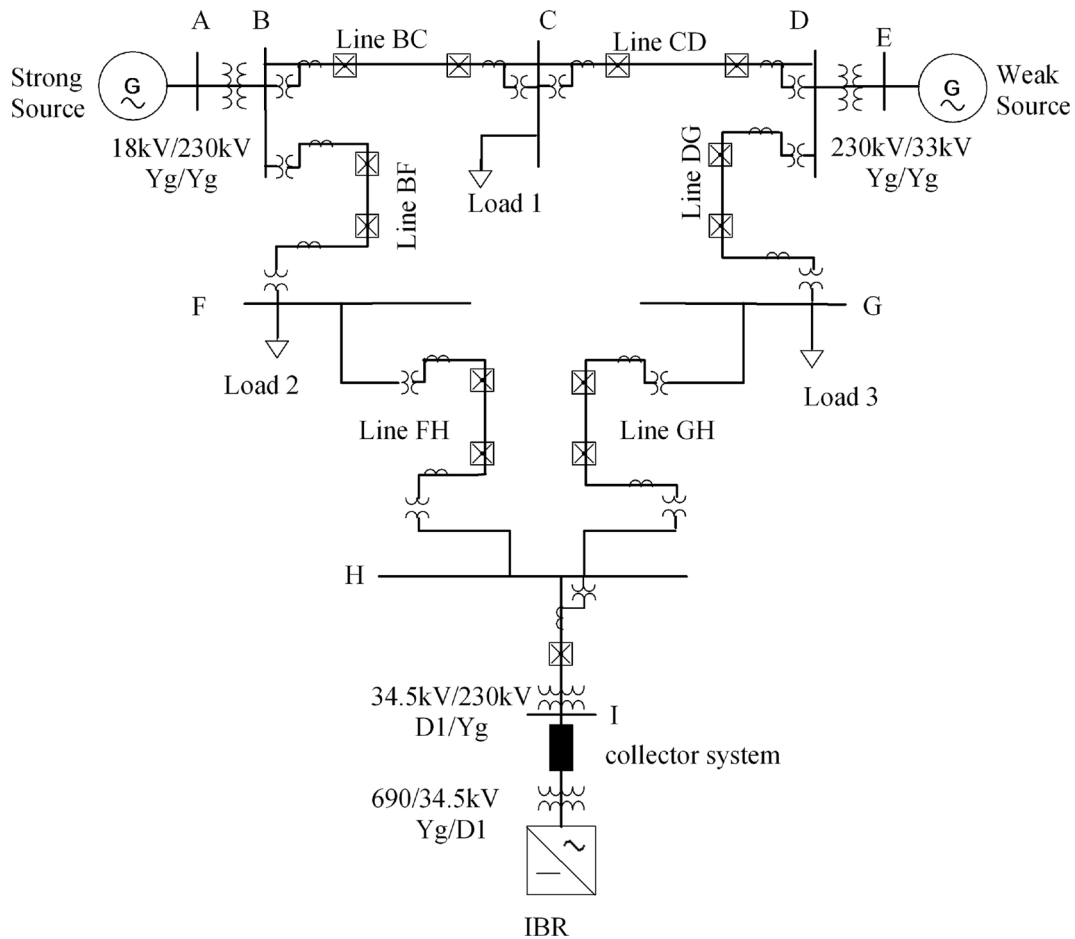 A
B
C
D
E
Line BC
Line CD
Strong
Source
G
G
Weak
Source
18kV/230kV
Yg/Yg
Line BF
Load 1
Line DG
230kV/33kV
Yg/Yg
F
G
Load 2
Load 3
Line FH
Line GH
H
34.5kV/230kV
D1/Yg
I
collector system
690/34.5kV
Yg/D1
IBR